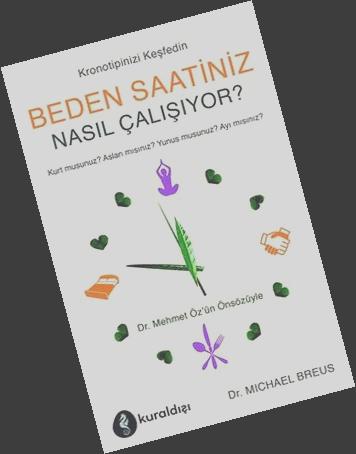 Kronotipinizi Keşfedin
BEDEN SAATİNİZ
NASIL ÇALIŞIYOR?
Kurt musunuz? Aslan mısınız? Yunus musunuz? Ayı mısınız?
Dr. Mehmet Öz'ün Önsözüyle
Dr. MICHAEL BREUS
kuraldışı